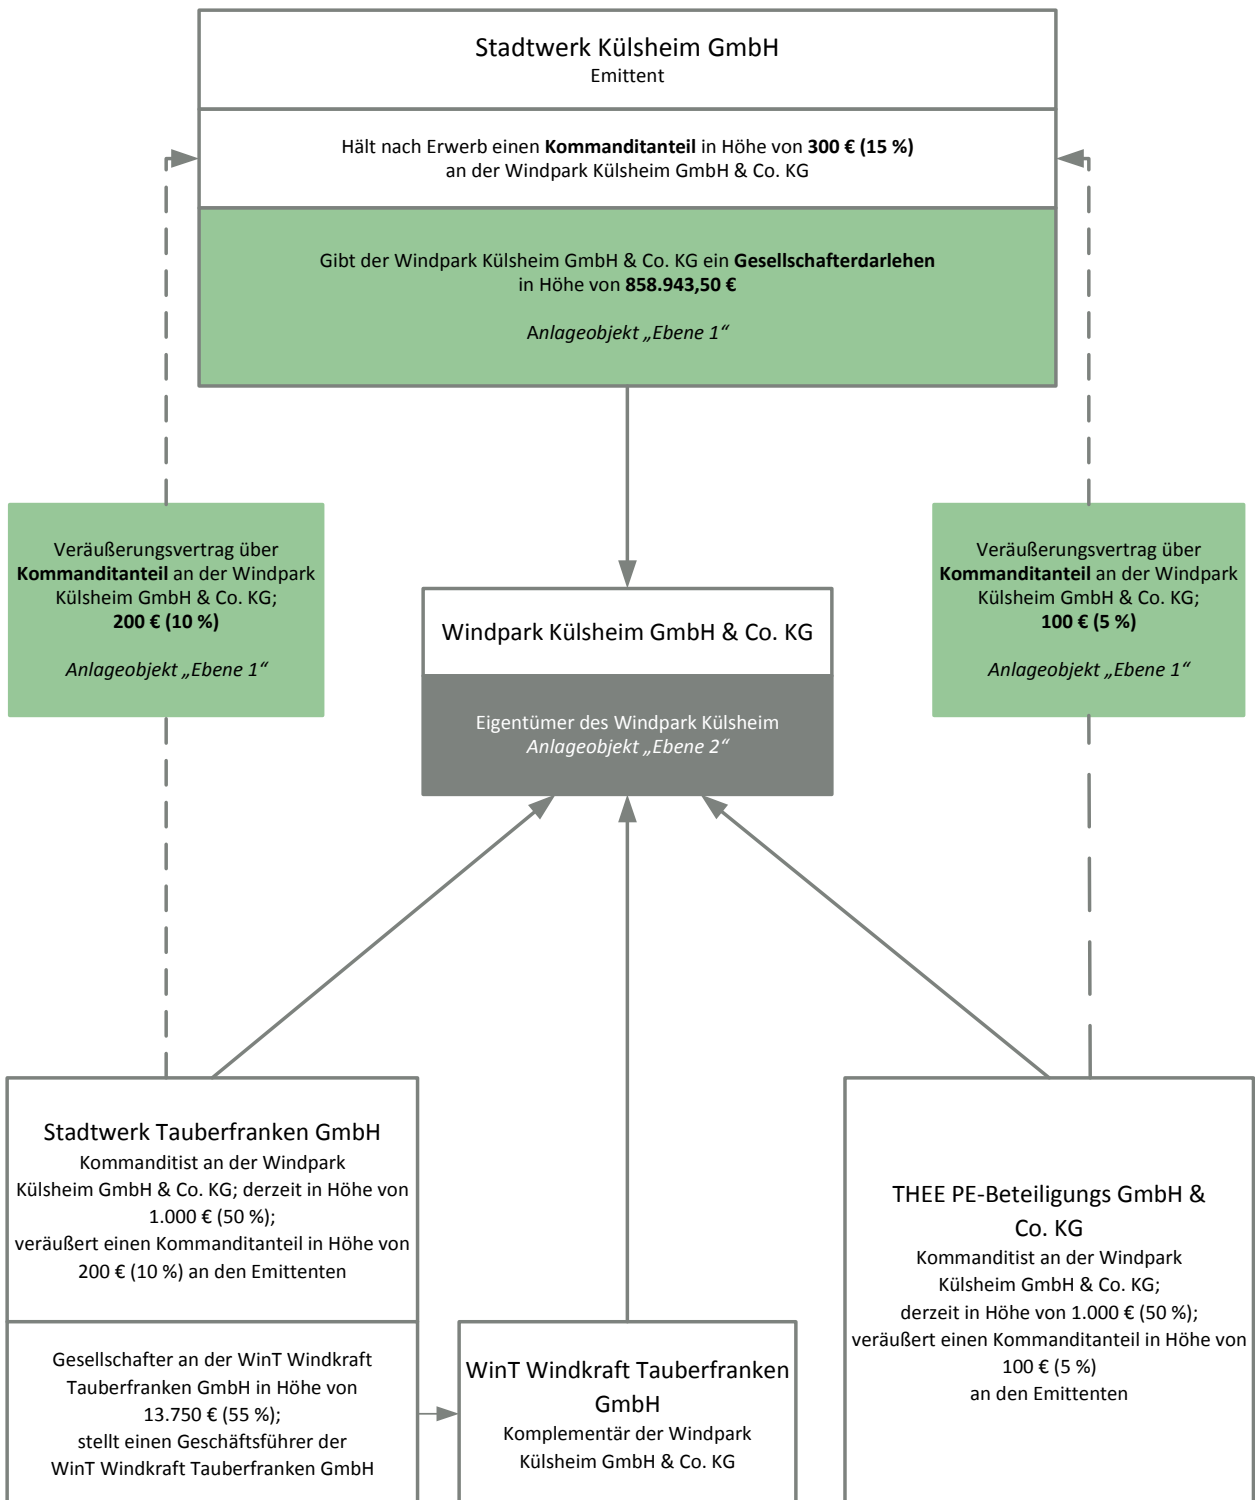 Stadtwerk Külsheim GmbH
Emittent
Hält nach Erwerb einen Kommanditanteil in Höhe von 300 € (15 %)
an der Windpark Külsheim GmbH & Co. KG
Gibt der Windpark Külsheim GmbH & Co. KG ein Gesellschafterdarlehen
in Höhe von 858.943,50 €
Anlageobjekt „Ebene 1“
Veräußerungsvertrag über
Kommanditanteil an der Windpark
Külsheim GmbH & Co. KG;
200 € (10 %)
Anlageobjekt „Ebene 1“
Veräußerungsvertrag über
Kommanditanteil an der Windpark
Külsheim GmbH & Co. KG;
100 € (5 %)
Anlageobjekt „Ebene 1“
Windpark Külsheim GmbH & Co. KG
Eigentümer des Windpark Külsheim
Anlageobjekt „Ebene 2“
Stadtwerk Tauberfranken GmbH
Kommanditist an der Windpark
Külsheim GmbH & Co. KG; derzeit in Höhe von
1.000 € (50 %);
veräußert einen Kommanditanteil in Höhe von
200 € (10 %) an den Emittenten
Gesellschafter an der WinT Windkraft
Tauberfranken GmbH in Höhe von
13.750 € (55 %);
stellt einen Geschäftsführer der
WinT Windkraft Tauberfranken GmbH
WinT Windkraft Tauberfranken
GmbH
Komplementär der Windpark
Külsheim GmbH & Co. KG
THEE PE-Beteiligungs GmbH &
Co. KG
Kommanditist an der Windpark
Külsheim GmbH & Co. KG;
derzeit in Höhe von 1.000 € (50 %);
veräußert einen Kommanditanteil in Höhe von
100 € (5 %)
an den Emittenten